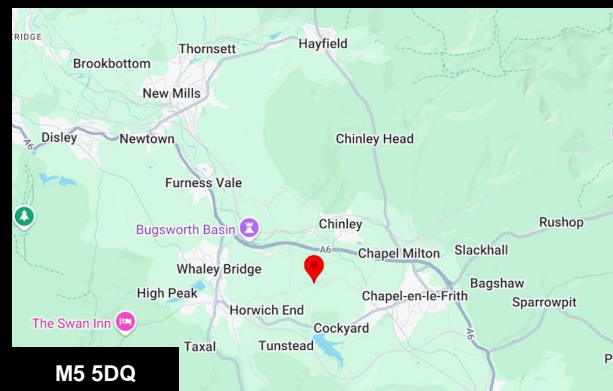 Thornsett
Hayfield
Brookbottom
New Mills
Disley
Newtown
Chinley Head
A6
Furness Vale
Bugsworth Basin
Chinley
Rushop
A6
Chapel Milton
Slackhall
Whaley Bridge
Bagshaw
High Peak
Chapel-en-le-Frith
Sparrowpit
Horwich End
The Swan Inn
Cockyard
A6
Taxal
Tunstead
M5 5DQ